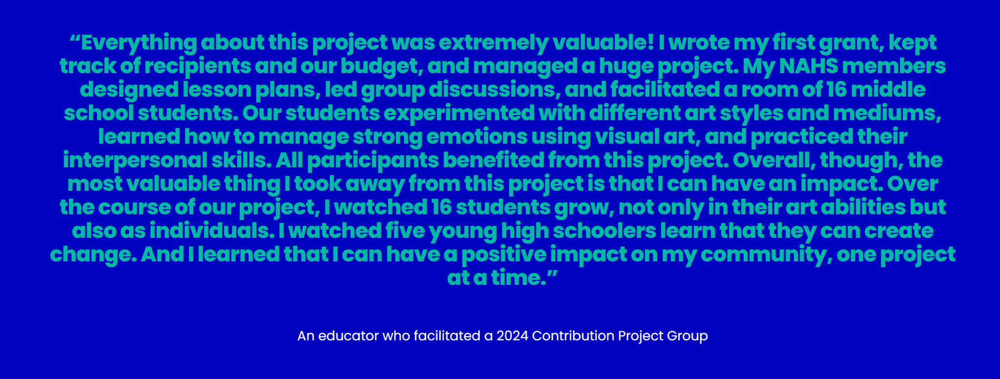 “Everything about this project was extremely valuable! I wrote my first grant, kept
track of recipients and our budget, and managed a huge project. My NAHS members
designed lesson plans, led group discussions, and facilitated a room of 16 middle
school students. Our students experimented with different art styles and mediums,
learned how to manage strong emotions using visual art, and practiced their
interpersonal skills. All participants benefited from this project. Overall, though, the
most valuable thing I took away from this project is that I can have an impact. Over
the course of our project, I watched 16 students grow, not only in their art abilities but
also as individuals. I watched five young high schoolers learn that they can create
change. And I learned that I can have a positive impact on my community, one project
at a time.”
An educator who facilitated a 2024 Contribution Project Group